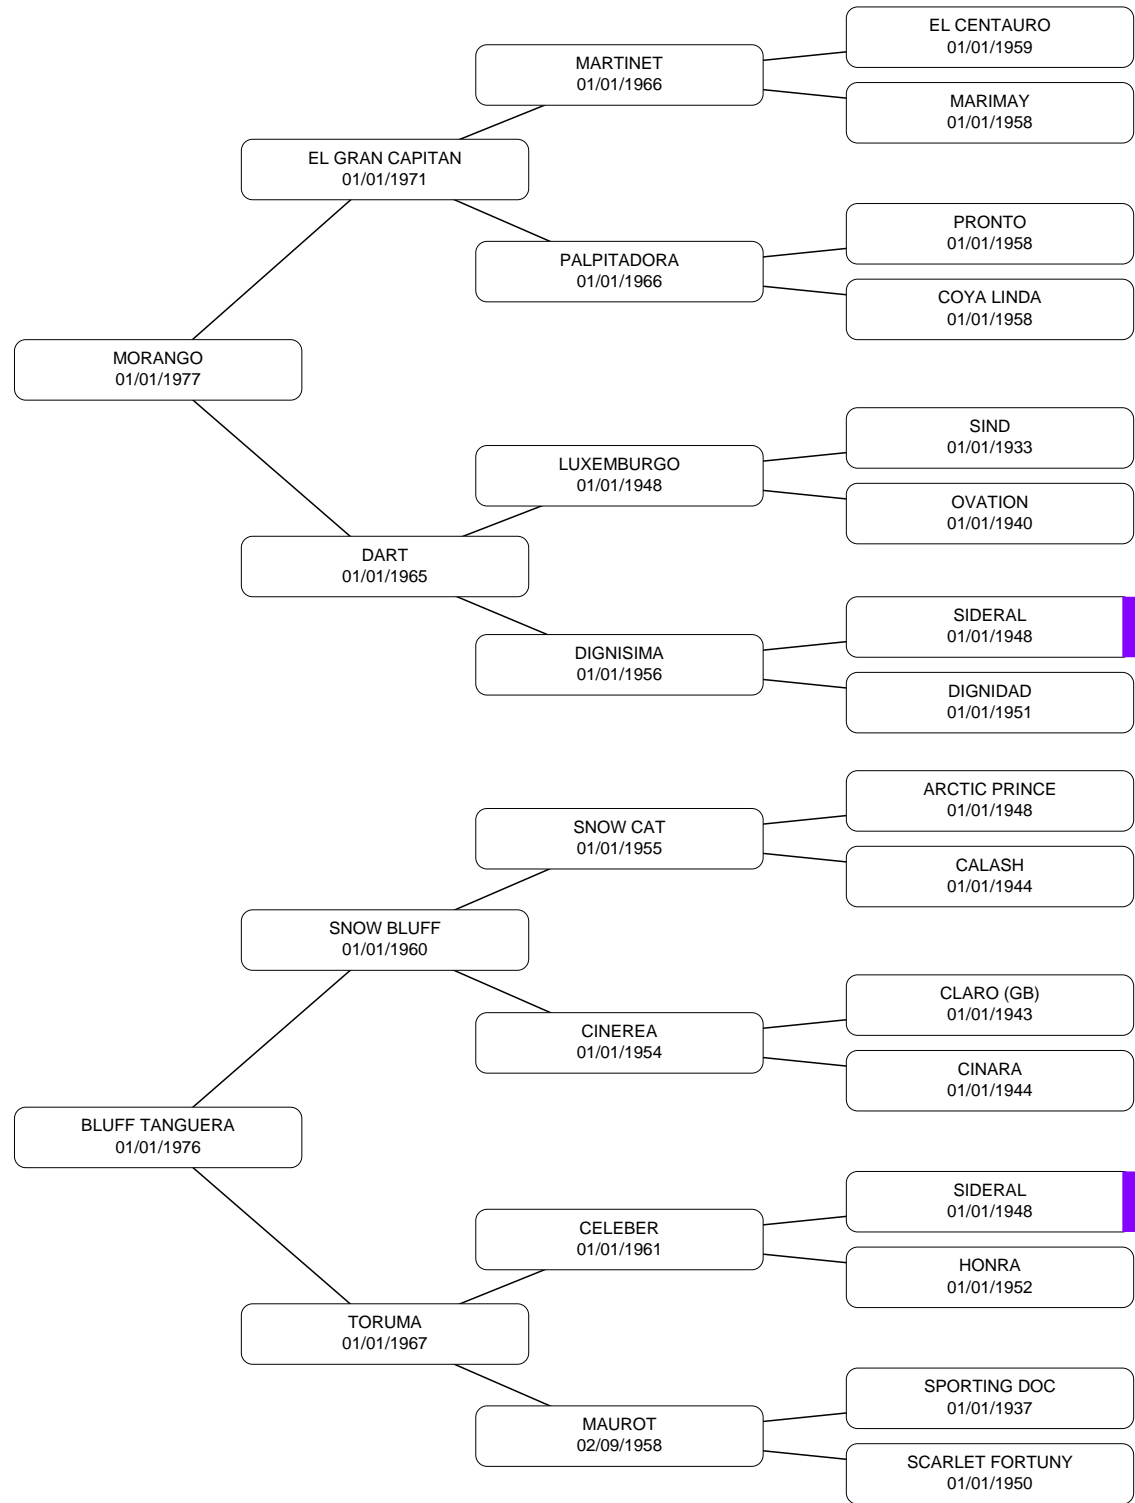 EL CENTAURO
01/01/1959
MARTINET
01/01/1966
MARIMAY
01/01/1958
EL GRAN CAPITAN
01/01/1971
PRONTO
01/01/1958
PALPITADORA
01/01/1966
COYA LINDA
01/01/1958
MORANGO
01/01/1977
SIND
01/01/1933
LUXEMBURGO
01/01/1948
OVATION
01/01/1940
DART
01/01/1965
SIDERAL
01/01/1948
DIGNISIMA
01/01/1956
DIGNIDAD
01/01/1951
ARCTIC PRINCE
01/01/1948
SNOW CAT
01/01/1955
CALASH
01/01/1944
SNOW BLUFF
01/01/1960
CLARO (GB)
01/01/1943
CINEREA
01/01/1954
CINARA
01/01/1944
BLUFF TANGUERA
01/01/1976
SIDERAL
01/01/1948
CELEBER
01/01/1961
HONRA
01/01/1952
TORUMA
01/01/1967
SPORTING DOC
01/01/1937
MAUROT
02/09/1958
SCARLET FORTUNY
01/01/1950